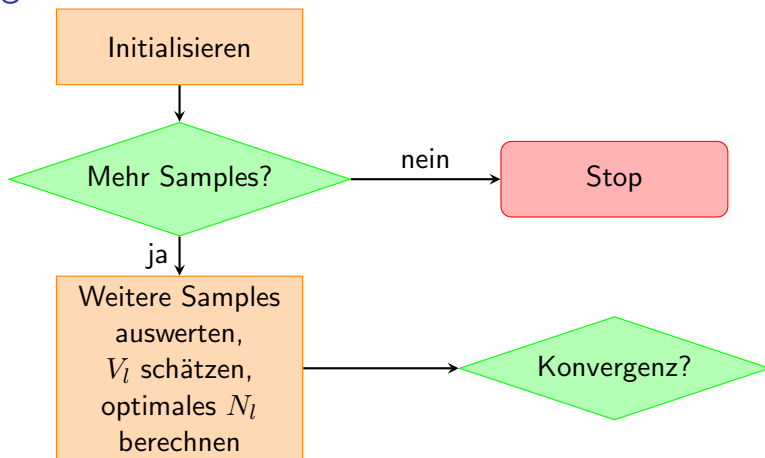 Initialisieren
Mehr Samples?
nein
Stop
ja
Weitere Samples
auswerten,
V_l schätzen,
optimales N_l
berechnen
Konvergenz?